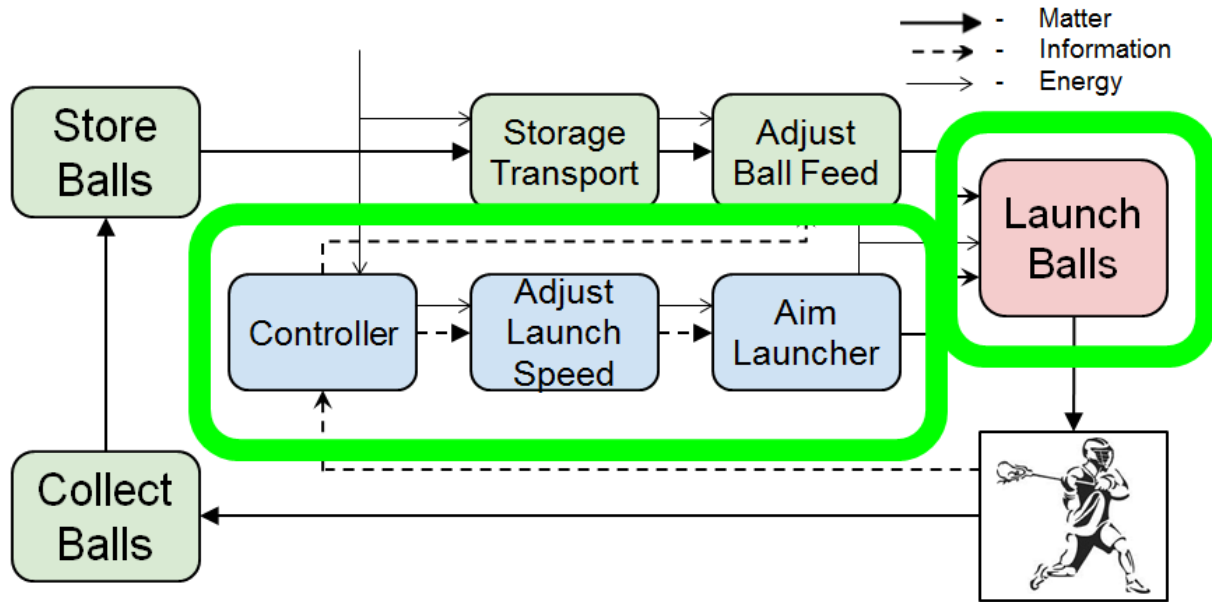 - Matter
- Information
- Energy
Store
Balls
Storage
Transport
Adjust
Ball Feed
Launch
Balls
Controller
Adjust
Launch
Speed
Aim
Launcher
Collect
Balls